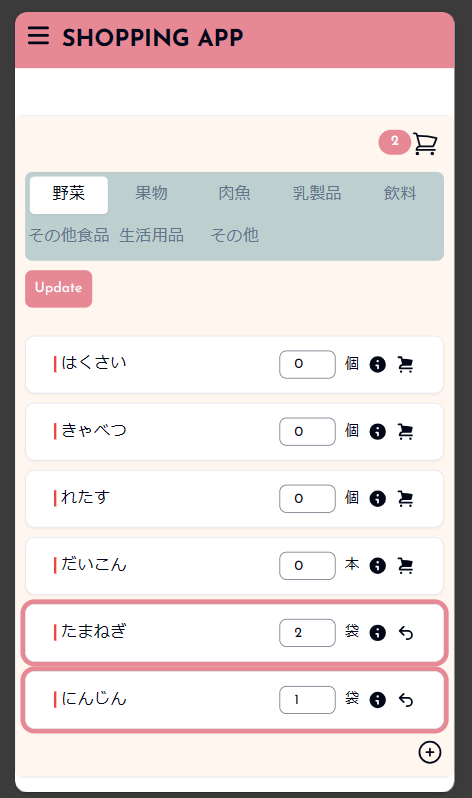 SHOPPING APP
2
野菜 果物 肉魚 乳製品 飲料
その他食品 生活用品 その他
Update
はくさい 0 個
きゃべつ 0 個
れたす 0 個
だいこん 0 本
たまねぎ 2 袋
にんじん 1 袋